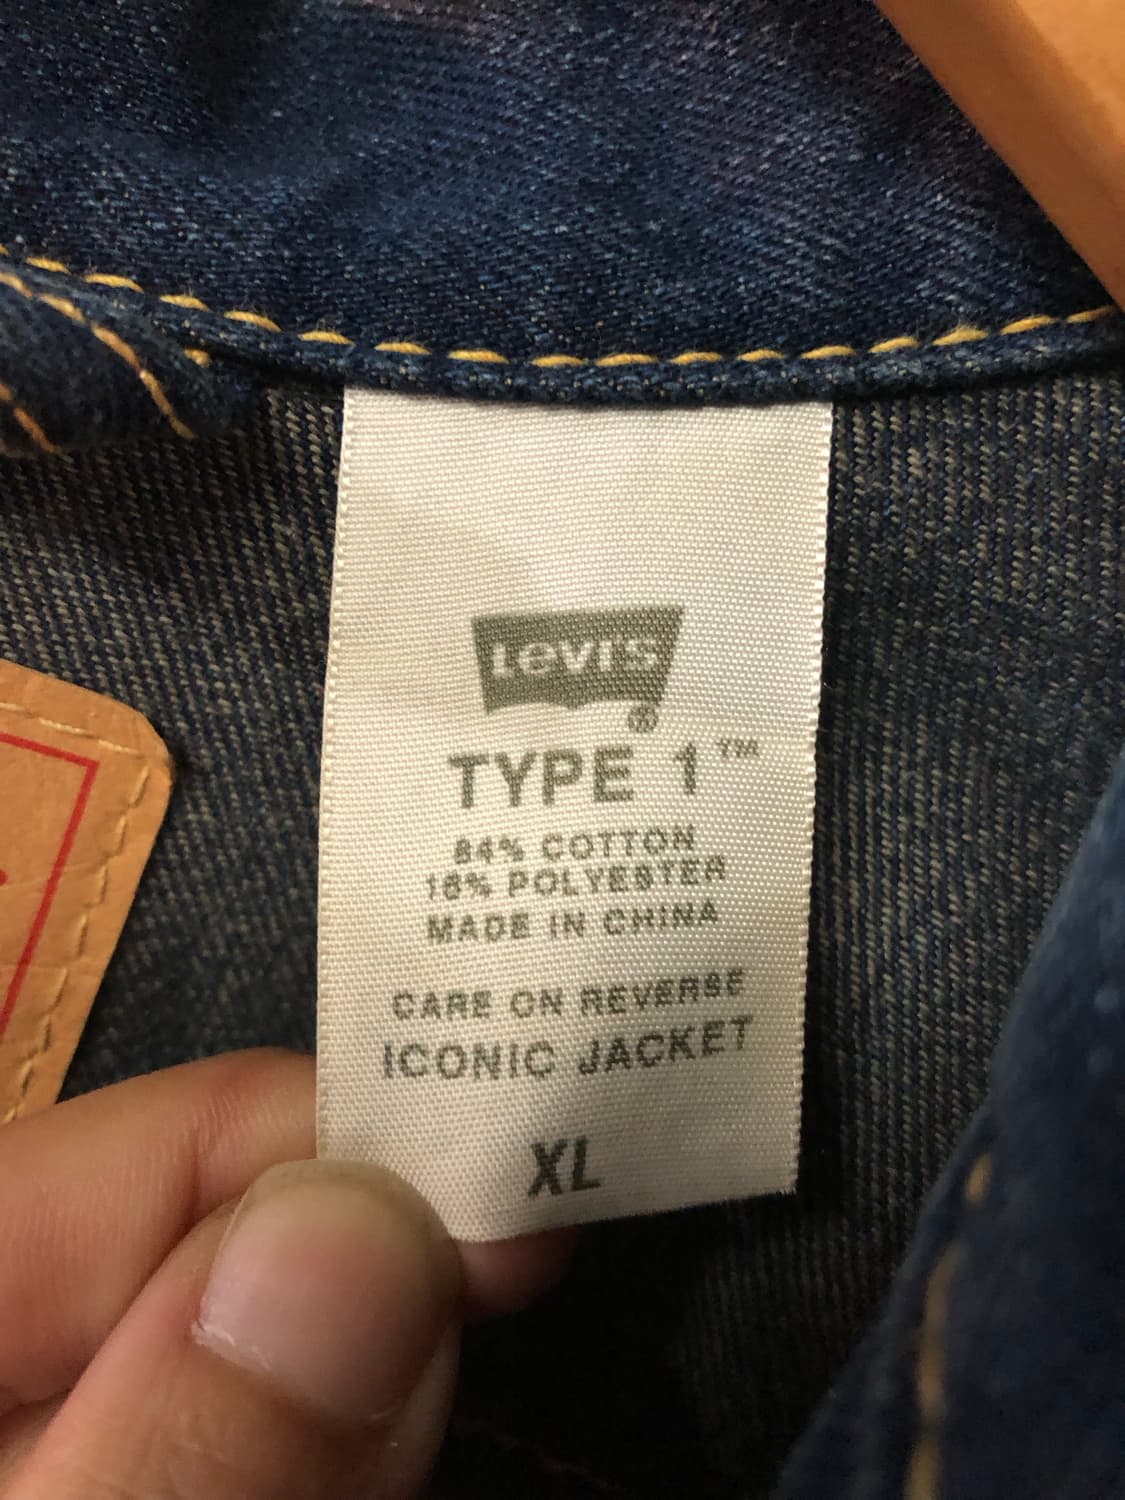 Levi's
®
TYPE 1™
84% COTTON
16% POLYESTER
MADE IN CHINA
CARE ON REVERSE
ICONIC JACKET
XL